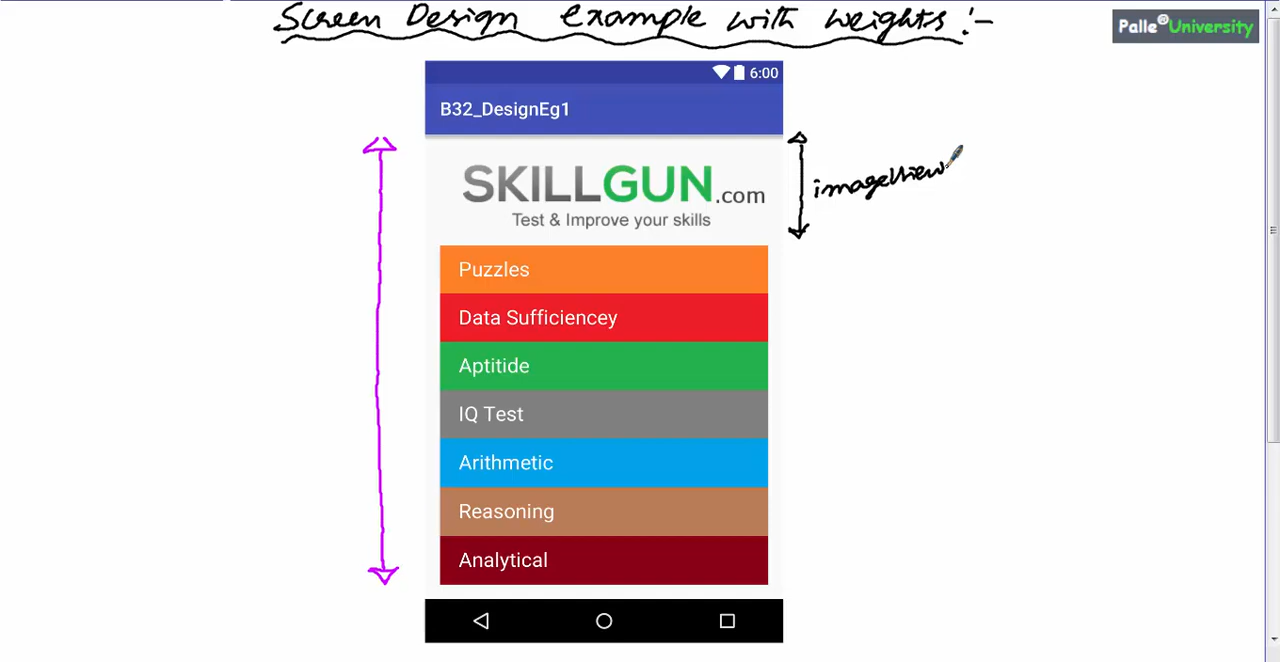 Screen Design example with weights :-
Palle®University
6:00
B32_DesignEg1
SKILLGUN.com
Test & Improve your skills
imageView
Puzzles
Data Sufficiencey
Aptitide
IQ Test
Arithmetic
Reasoning
Analytical